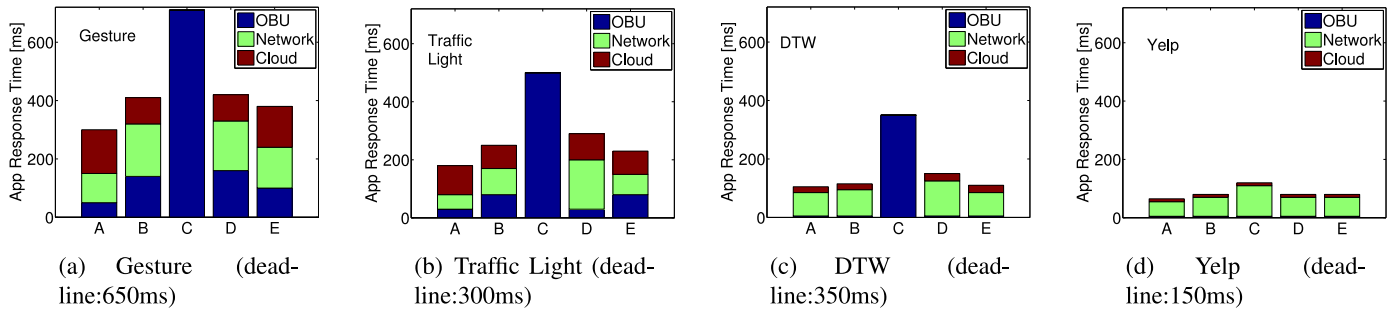 App Response Time [ms]
600
400
200
0
Gesture
OBU
Network
Cloud
A B C D E
(a) Gesture (dead-
line:650ms)
App Response Time [ms]
600
400
200
0
Traffic
Light
OBU
Network
Cloud
A B C D E
(b) Traffic Light (dead-
line:300ms)
App Response Time [ms]
600
400
200
0
DTW
OBU
Network
Cloud
A B C D E
(c) DTW (dead-
line:350ms)
App Response Time [ms]
600
400
200
0
Yelp
OBU
Network
Cloud
A B C D E
(d) Yelp (dead-
line:150ms)